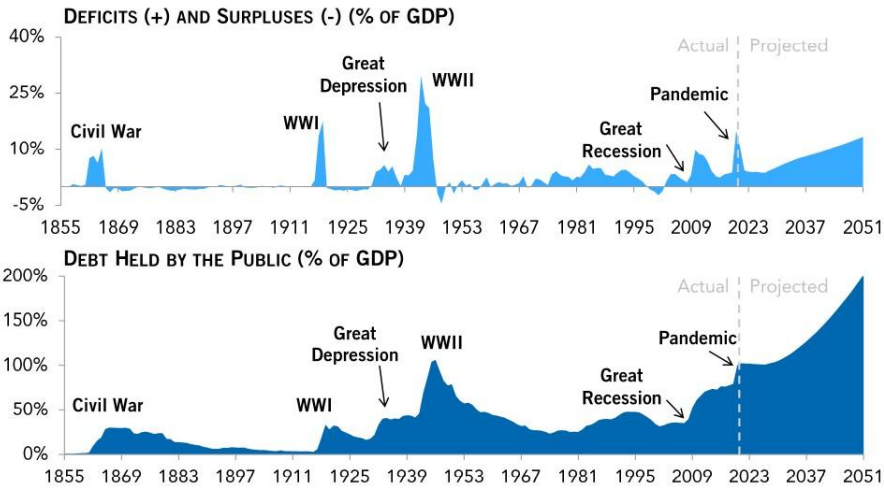 DEFICITS (+) AND SURPLUSES (-) (% OF GDP)
40%
25%
10%
-5%
Actual
Projected
Civil War
WWI
Great
Depression
WWII
Great
Recession
Pandemic
1855 1869 1883 1897 1911 1925 1939 1953 1967 1981 1995 2009 2023 2037 2051
DEBT HELD BY THE PUBLIC (% OF GDP)
200%
150%
100%
50%
0%
Actual
Projected
Civil War
WWI
Great
Depression
WWII
Great
Recession
Pandemic
1855 1869 1883 1897 1911 1925 1939 1953 1967 1981 1995 2009 2023 2037 2051